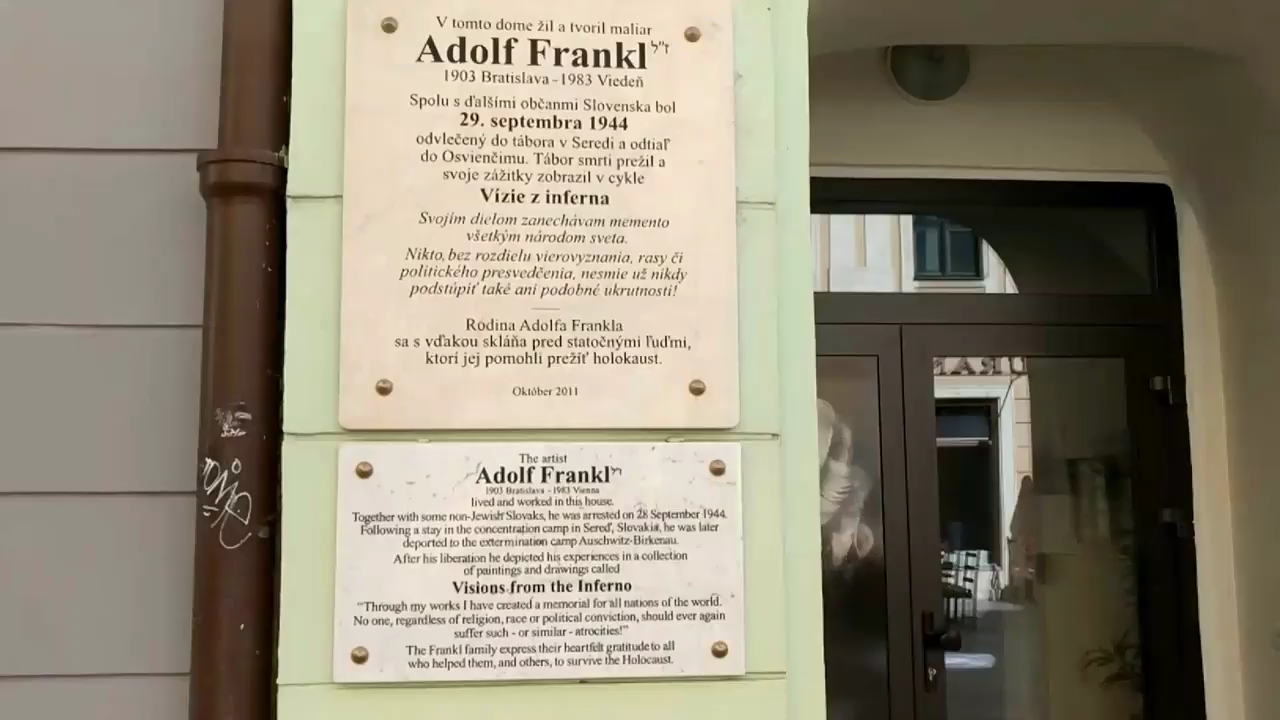 V tomto dome žil a tvoril maliar
Adolf Frankl ז"ל
1903 Bratislava - 1983 Viedeň
Spolu s ďalšími občanmi Slovenska bol
29. septembra 1944
odvlečený do tábora v Seredi a odtiaľ
do Osvienčimu. Tábor smrti prežil a
svoje zážitky zobrazil v cykle
Vízie z inferna
Svojím dielom zanechávam memento
všetkým národom sveta.
Nikto, bez rozdielu vierovyznania, rasy či
politického presvedčenia, nesmie už nikdy
podstúpiť také ani podobné ukrutnosti!
Rodina Adolfa Frankla
sa s vďakou skláňa pred statočnými ľuďmi,
ktorí jej pomohli prežiť holokaust.
Október 2011
The artist
Adolf Frankl
1903 Bratislava - 1983 Vienna
lived and worked in this house.
Together with some non-Jewish Slovaks, he was arrested on 28 September 1944.
Following a stay in the concentration camp in Sereď, Slovakia, he was later
deported to the extermination camp Auschwitz-Birkenau.
After his liberation he depicted his experiences in a collection
of paintings and drawings called
Visions from the Inferno
"Through my works I have created a memorial for all nations of the world.
No one, regardless of religion, race or political conviction, should ever again
suffer such - or similar - atrocities!"
The Frankl family express their heartfelt gratitude to all
who helped them, and others, to survive the Holocaust.